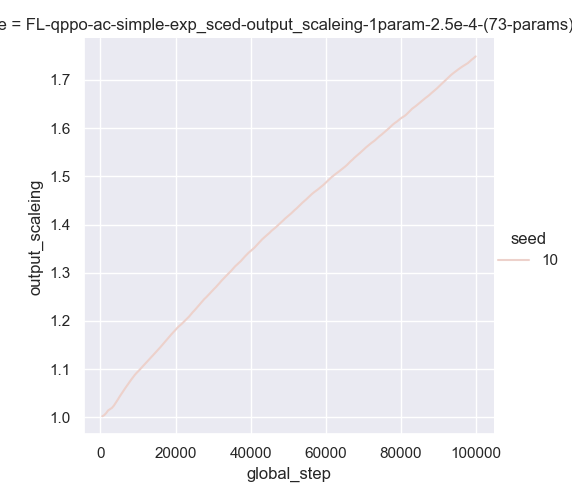 e = FL-qppo-ac-simple-exp_sced-output_scaleing-1param-2.5e-4-(73-params)
1.7
1.6
1.5
1.4
1.3
1.2
1.1
1.0
output_scaleing
0 20000 40000 60000 80000 100000
global_step
seed
10